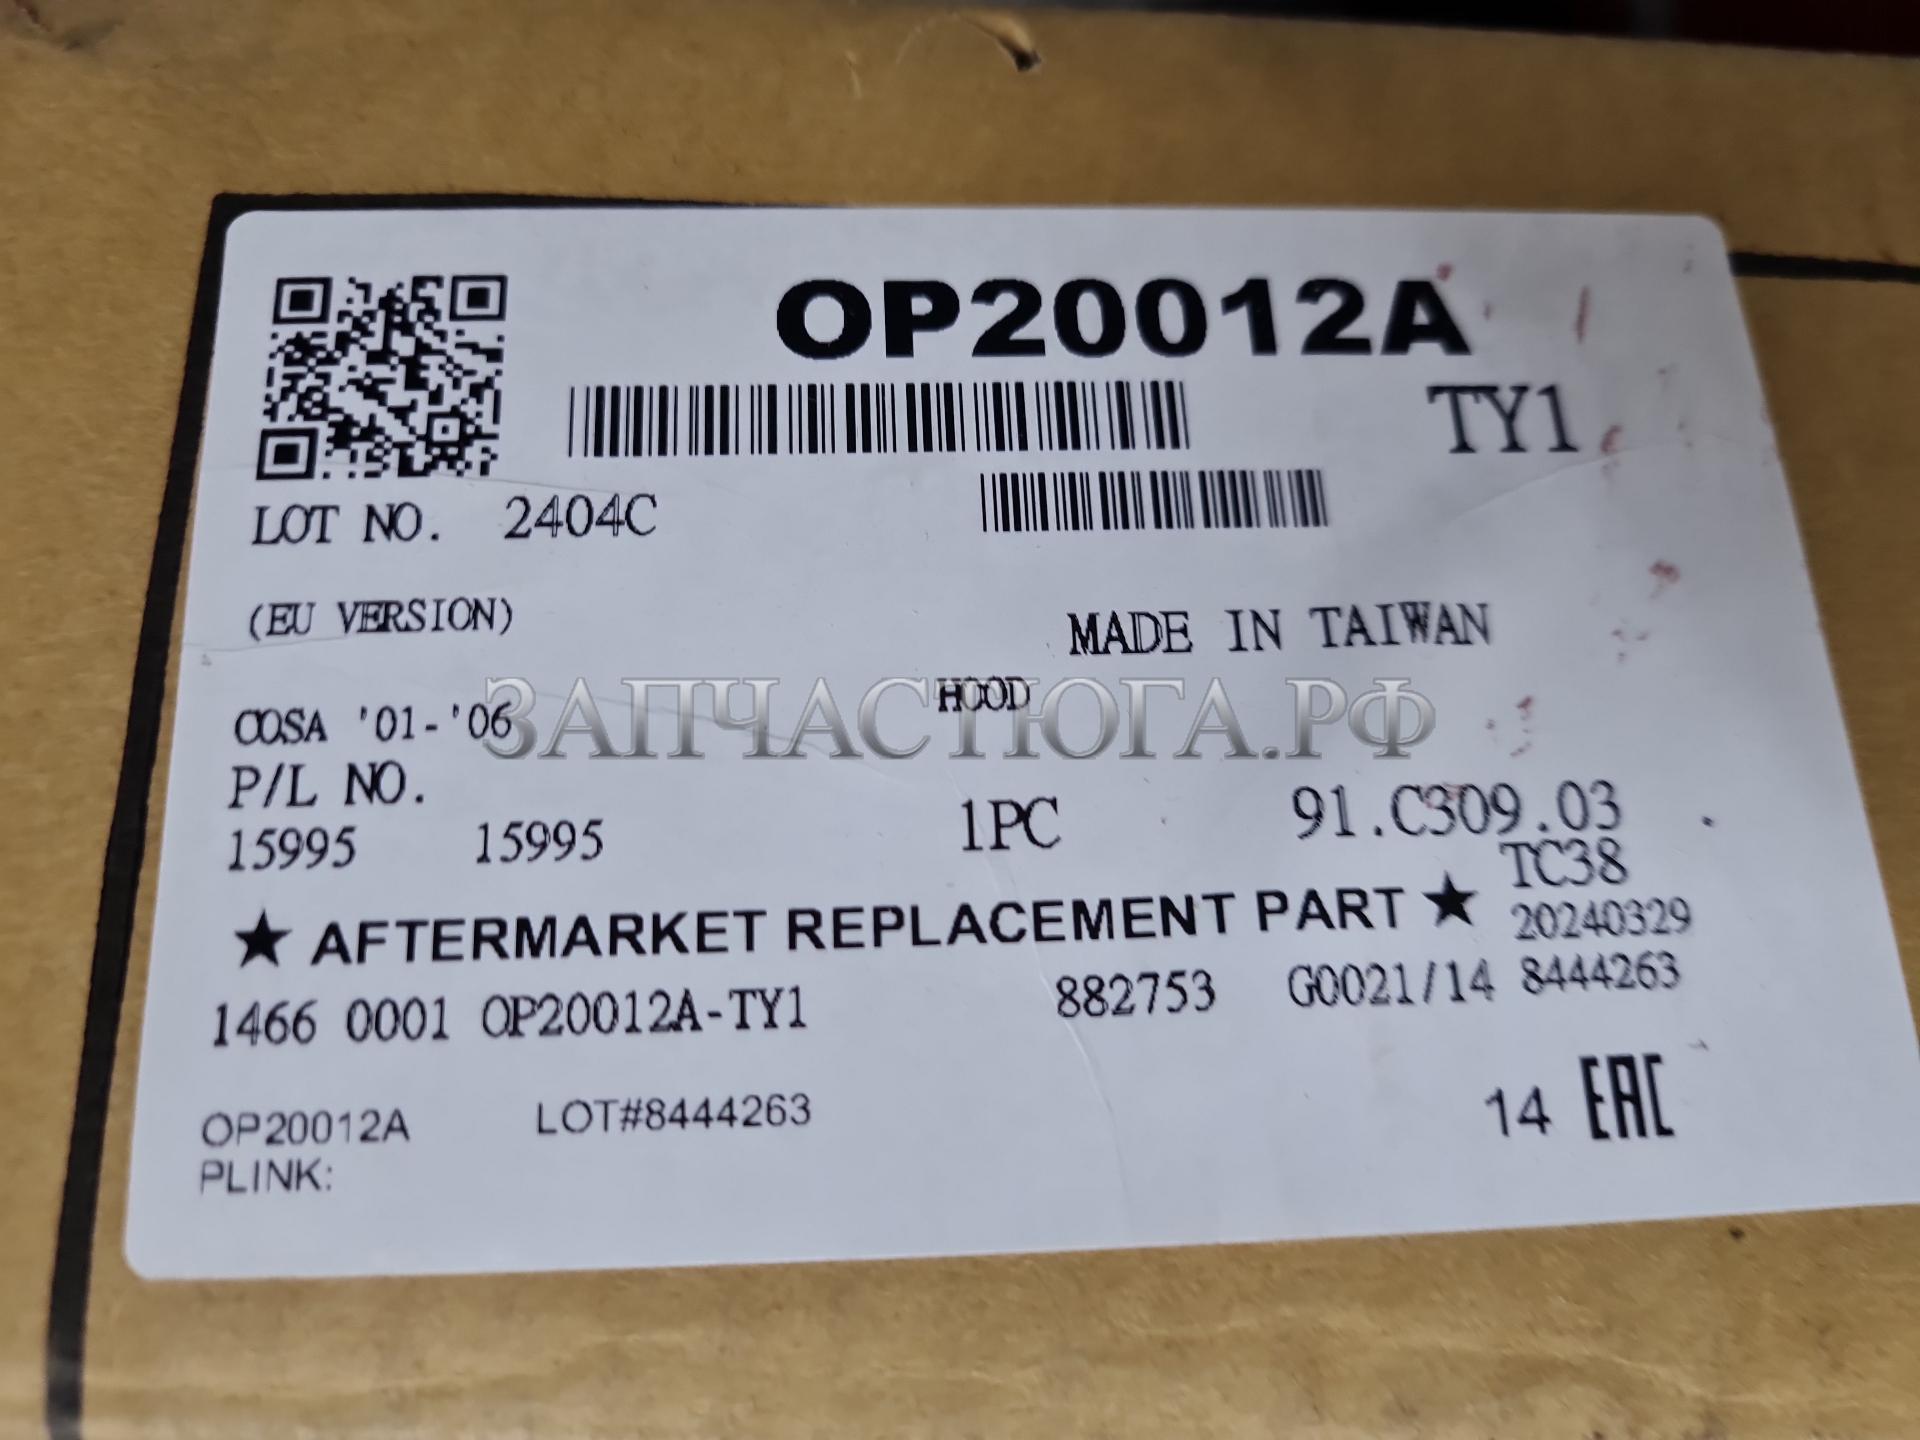 OP20012A
TY1
LOT NO. 2404C
(EU VERSION)
MADE IN TAIWAN
COSA '01-'06 HOOD
ЗАПЧАСТЮГА.РФ
P/L NO.
15995 15995 1PC 91.C309.03
TC38
★ AFTERMARKET REPLACEMENT PART ★ 20240329
1466 0001 OP20012A-TY1 882753 G0021/14 8444263
OP20012A LOT#8444263 14 EAC
PLINK: